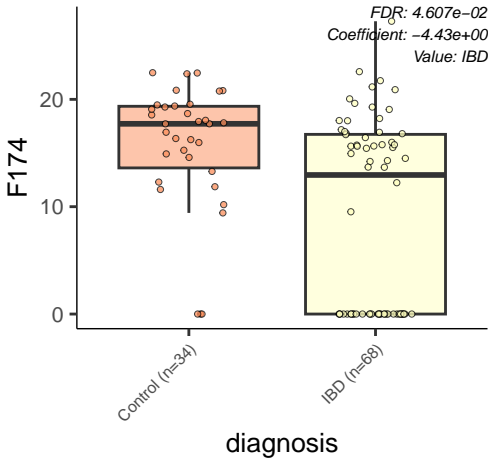 FDR: 4.607e−02
Coefficient: −4.43e+00
Value: IBD
F174
20
10
0
Control (n=34)
IBD (n=68)
diagnosis